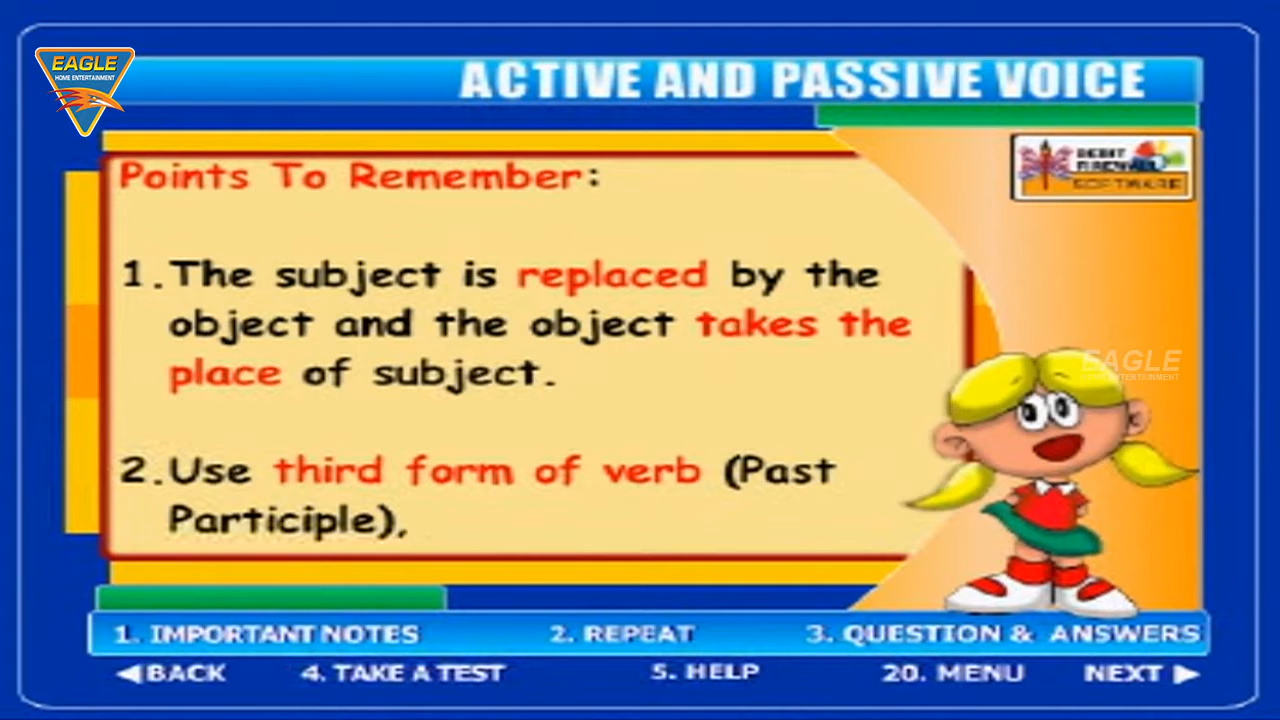 EAGLE
HOME ENTERTAINMENT
ACTIVE AND PASSIVE VOICE
SOFTWARE
Points To Remember:
1. The subject is replaced by the
object and the object takes the
place of subject.
EAGLE
ENTERTAINMENT
2. Use third form of verb (Past
Participle),
1. IMPORTANT NOTES
2. REPEAT
3. QUESTION & ANSWERS
BACK
4. TAKE A TEST
5. HELP
20. MENU
NEXT